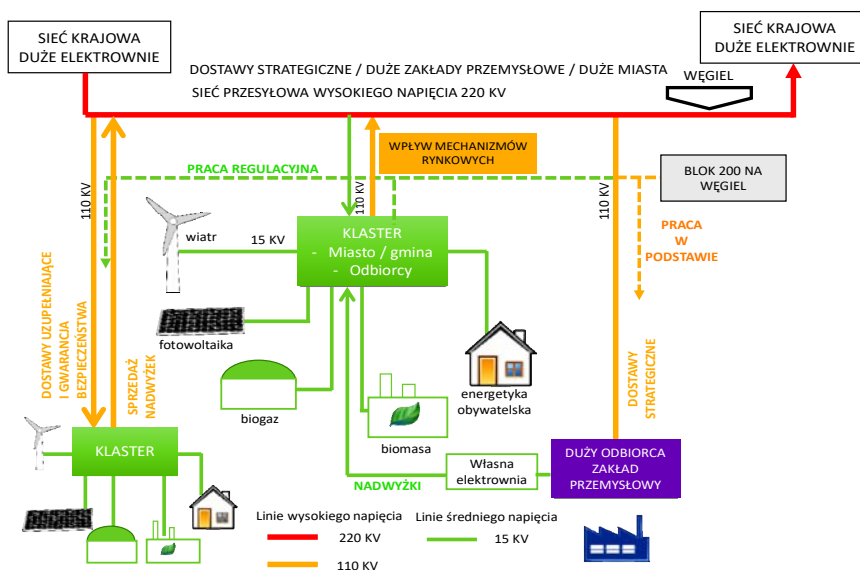 SIEĆ KRAJOWA
DUŻE ELEKTROWNIE
SIEĆ KRAJOWA
DUŻE ELEKTROWNIE
DOSTAWY STRATEGICZNE / DUŻE ZAKŁADY PRZEMYSŁOWE / DUŻE MIASTA
WĘGIEL
SIEĆ PRZESYŁOWA WYSOKIEGO NAPIĘCIA 220 KV
WPŁYW MECHANIZMÓW
RYNKOWYCH
PRACA REGULACYJNA
BLOK 200 NA
WĘGIEL
110 KV
110 KV
110 KV
wiatr
15 KV
KLASTER
- Miasto / gmina
- Odbiorcy
PRACA
W
PODSTAWIE
fotowoltaika
biogaz
biomasa
energetyka
obywatelska
DOSTAWY UZUPEŁNIAJĄCE
I GWARANCJA
BEZPIECZEŃSTWA
SPRZEDAŻ
NADWYŻEK
DOSTAWY
STRATEGICZNE
KLASTER
NADWYŻKI
Własna
elektrownia
DUŻY ODBIORCA
ZAKŁAD
PRZEMYSŁOWY
Linie wysokiego napięcia
Linie średniego napięcia
220 KV
15 KV
110 KV